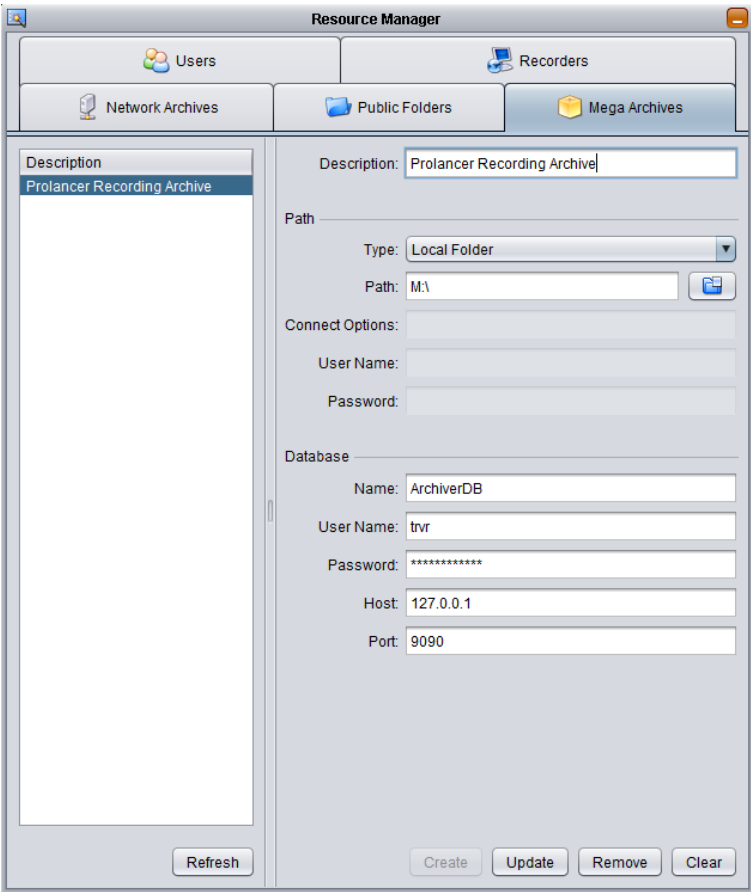 Resource Manager
Users
Recorders
Network Archives
Public Folders
Mega Archives
Description
Prolancer Recording Archive
Description: Prolancer Recording Archive
Path
Type: Local Folder
Path: M:\
Connect Options:
User Name:
Password:
Database
Name: ArchiverDB
User Name: trvr
Password: ************
Host: 127.0.0.1
Port: 9090
Refresh
Create
Update
Remove
Clear